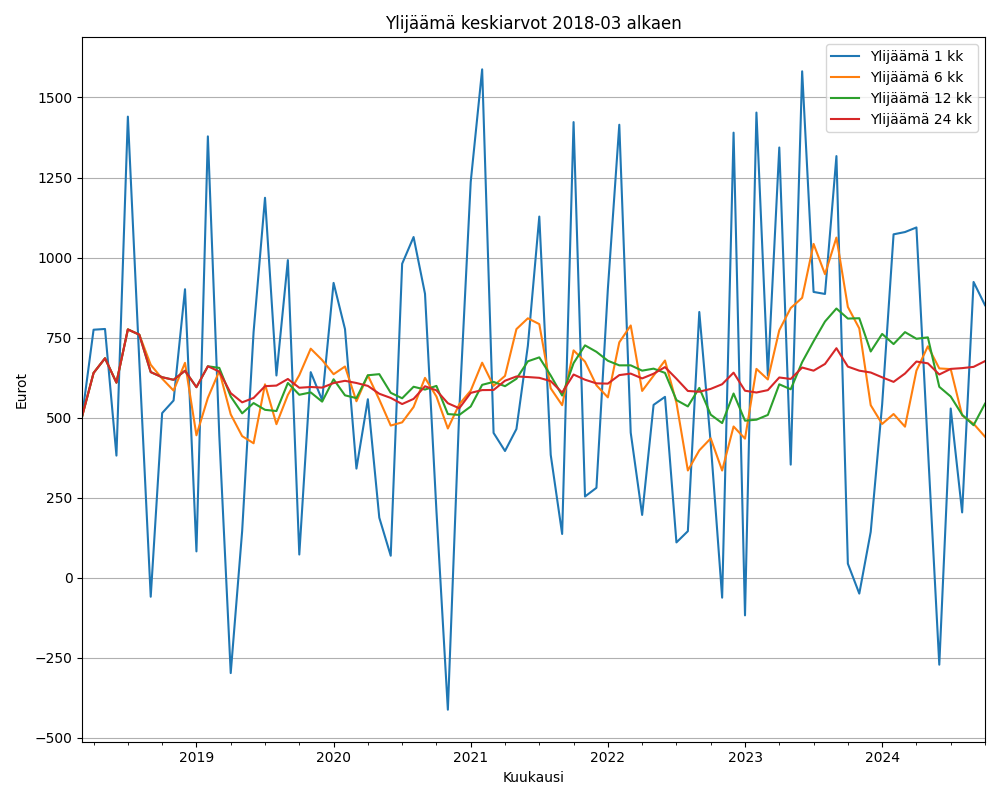 Ylijäämä keskiarvot 2018-03 alkaen
Ylijäämä 1 kk
Ylijäämä 6 kk
Ylijäämä 12 kk
Ylijäämä 24 kk
Eurot
1500
1250
1000
750
500
250
0
−250
−500
2019 2020 2021 2022 2023 2024
Kuukausi